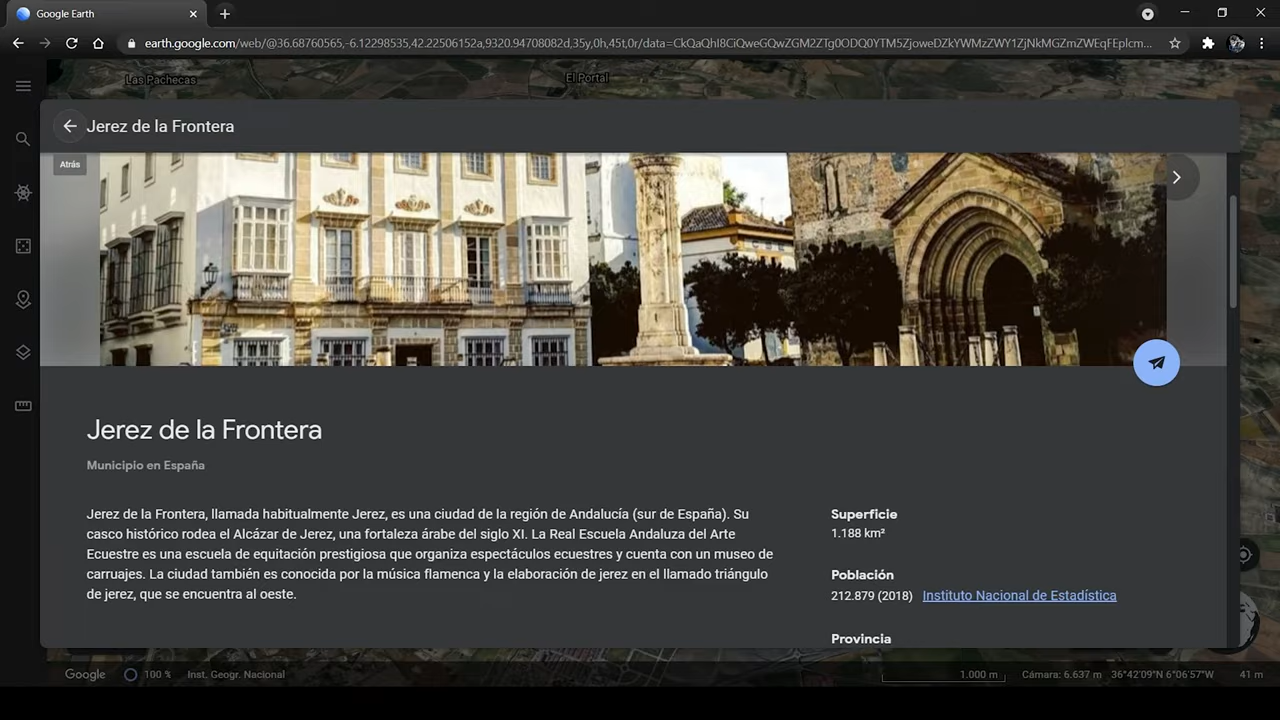 Google Earth
earth.google.com/web/@36.68760565,-6.12298535,42.22506152a,9320.94708082d,35y,0h,45t,0r/data=CkQaQhI8CiQweGQwZGM2ZTg0ODQ0YTM5ZjoweDZkYWMzZWY1ZjNkMGZmZWEqFEplcm...
Las Pachecas
El Portal
Jerez de la Frontera
Atrás
Jerez de la Frontera
Municipio en España
Jerez de la Frontera, llamada habitualmente Jerez, es una ciudad de la región de Andalucía (sur de España). Su
casco histórico rodea el Alcázar de Jerez, una fortaleza árabe del siglo XI. La Real Escuela Andaluza del Arte
Ecuestre es una escuela de equitación prestigiosa que organiza espectáculos ecuestres y cuenta con un museo de
carruajes. La ciudad también es conocida por la música flamenca y la elaboración de jerez en el llamado triángulo
de jerez, que se encuentra al oeste.
Superficie
1.188 km²
Población
212.879 (2018) Instituto Nacional de Estadística
Provincia
Google 100 % Inst. Geogr. Nacional 1.000 m Cámara: 6.637 m 36°42'09"N 6°06'57"W 41 m